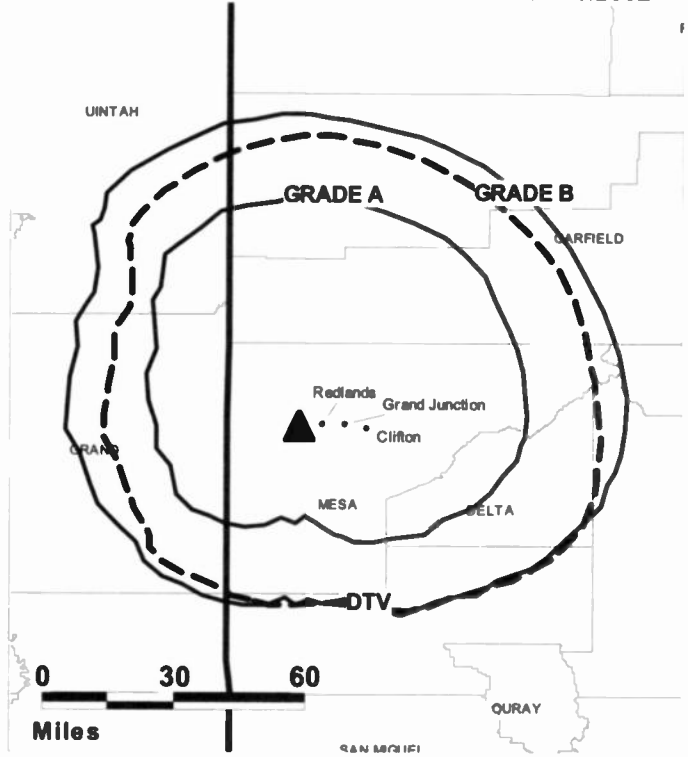 UINTAH
GRADE A
GRADE B
GARFIELD
Redlands
Grand Junction
Clifton
GRAND
MESA
DELTA
DTV
0 30 60
Miles
OURAY
SAN MIGUEL